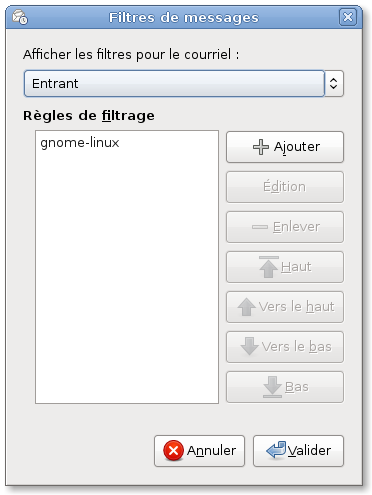 Filtres de messages
Afficher les filtres pour le courriel :
Entrant
Règles de filtrage
gnome-linux
Ajouter
Édition
Enlever
Haut
Vers le haut
Vers le bas
Bas
Annuler
Valider